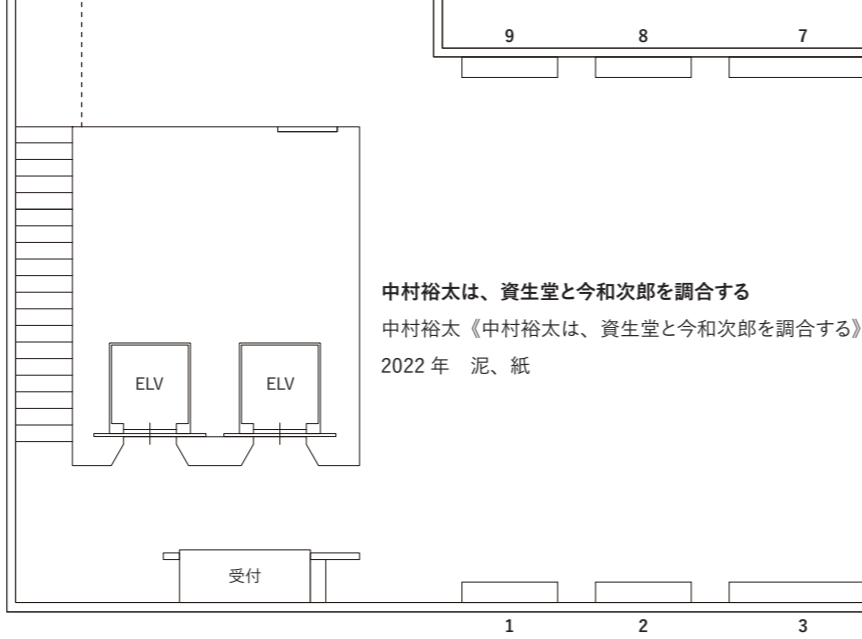 9 8 7
中村裕太は、資生堂と今和次郎を調合する
中村裕太《中村裕太は、資生堂と今和次郎を調合する》
2022 年　泥、紙
ELV ELV
受付
1 2 3